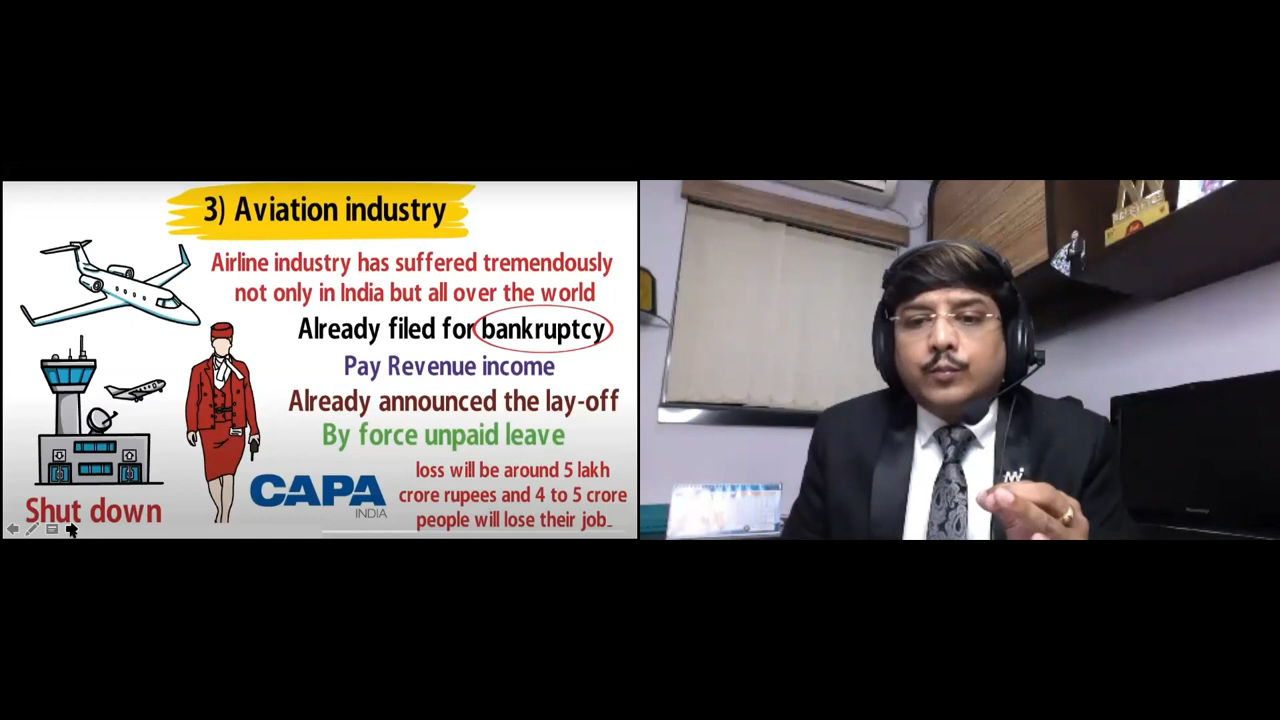 3) Aviation industry
Airline industry has suffered tremendously
not only in India but all over the world
Already filed for bankruptcy
Pay Revenue income
Already announced the lay-off
By force unpaid leave
CAPA
INDIA
loss will be around 5 lakh
crore rupees and 4 to 5 crore
people will lose their job
Shut down